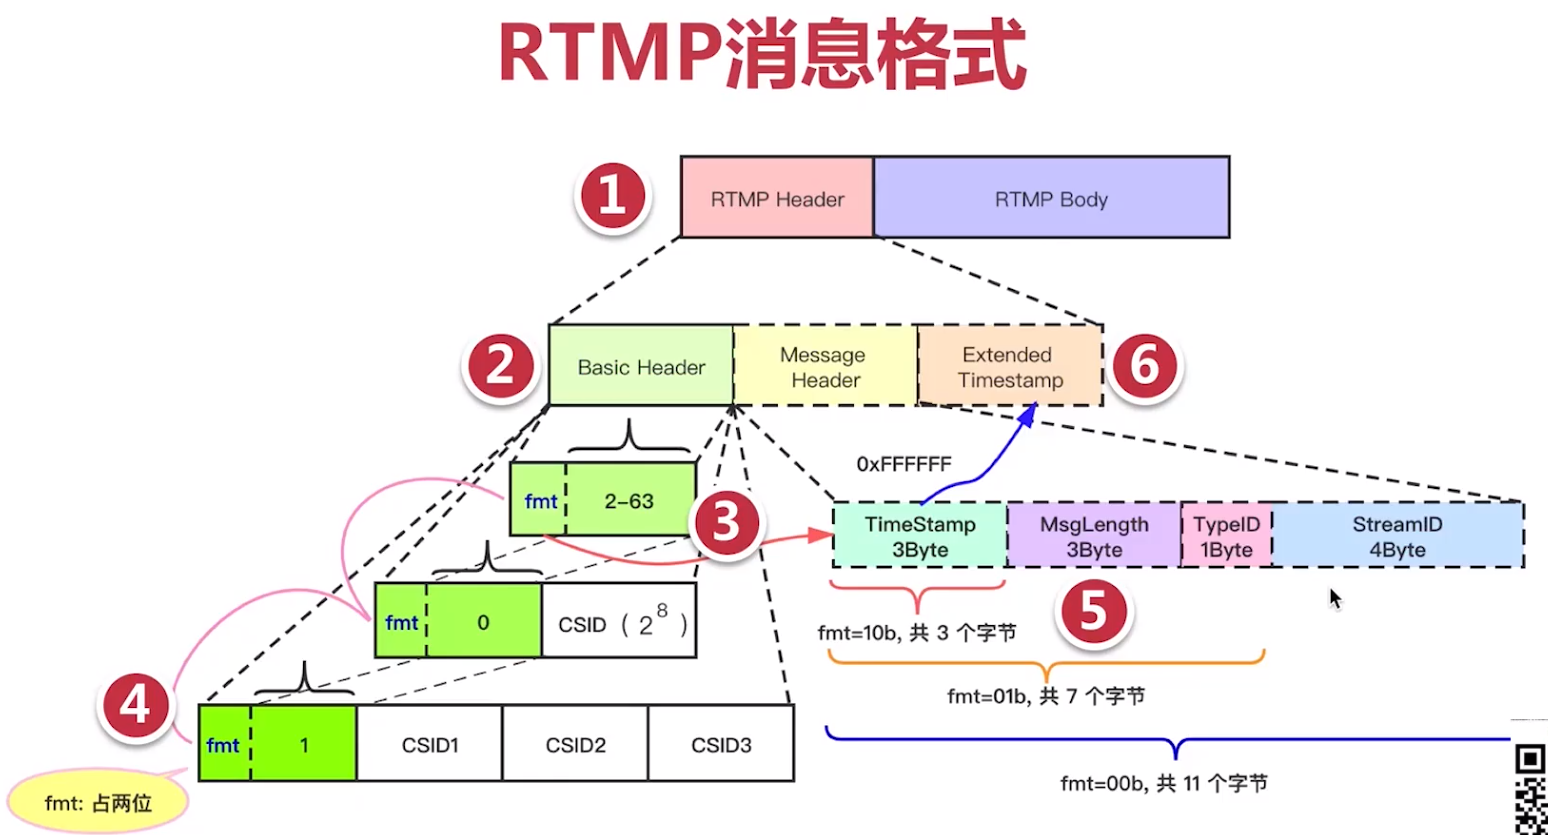 RTMP消息格式
1
RTMP Header
RTMP Body
2
Basic Header
Message
Header
Extended
Timestamp
6
0xFFFFFF
fmt
2-63
3
TimeStamp
3Byte
MsgLength
3Byte
TypeID
1Byte
StreamID
4Byte
fmt
0
CSID ( 2^8 )
5
fmt=10b, 共 3 个字节
fmt=01b, 共 7 个字节
4
fmt
1
CSID1
CSID2
CSID3
fmt=00b, 共 11 个字节
fmt: 占两位